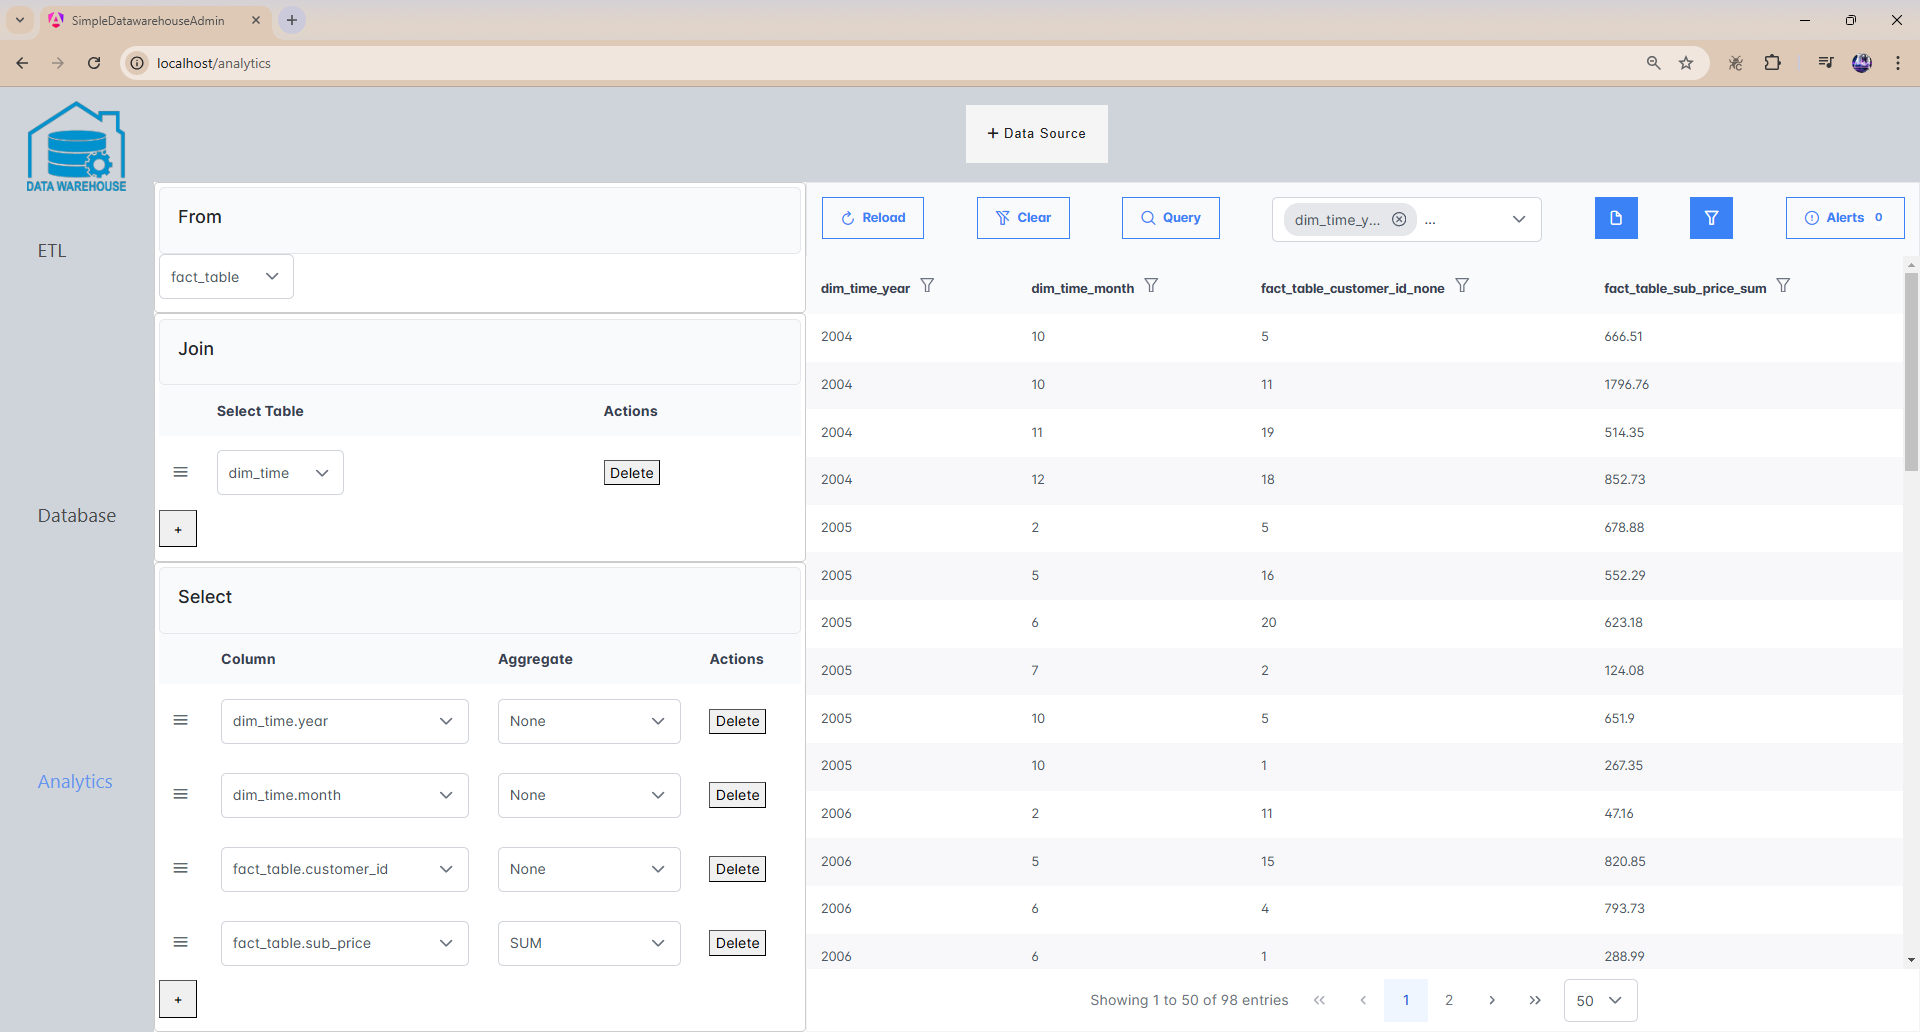 SimpleDatawarehouseAdmin
localhost/analytics
DATA WAREHOUSE
+ Data Source
ETL
Database
Analytics
From
fact_table
Join
Select Table Actions
dim_time Delete
+
Select
Column Aggregate Actions
dim_time.year None Delete
dim_time.month None Delete
fact_table.customer_id None Delete
fact_table.sub_price SUM Delete
+
Reload Clear Query dim_time_y... ... Alerts 0
dim_time_year dim_time_month fact_table_customer_id_none fact_table_sub_price_sum
2004 10 5 666.51
2004 10 11 1796.76
2004 11 19 514.35
2004 12 18 852.73
2005 2 5 678.88
2005 5 16 552.29
2005 6 20 623.18
2005 7 2 124.08
2005 10 5 651.9
2005 10 1 267.35
2006 2 11 47.16
2006 5 15 820.85
2006 6 4 793.73
2006 6 1 288.99
Showing 1 to 50 of 98 entries « ‹ 1 2 › » 50